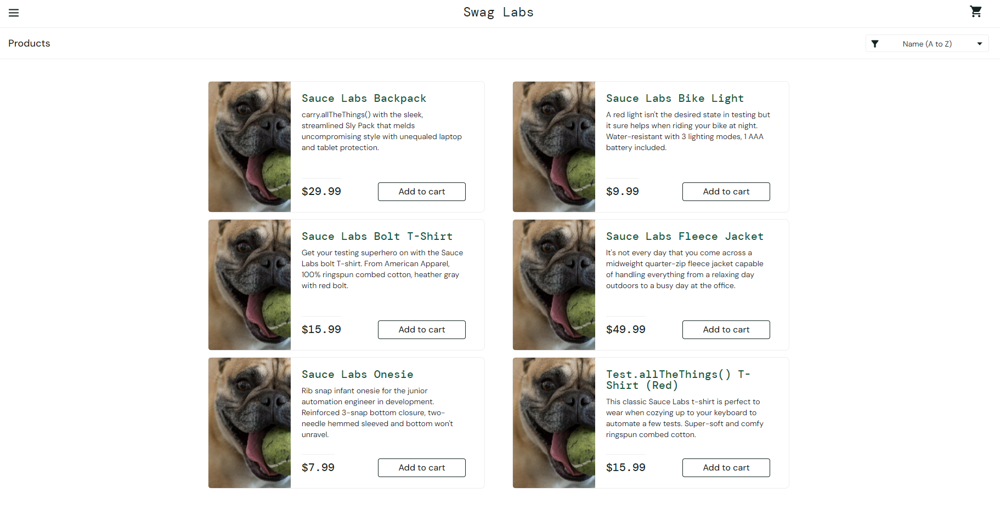 Swag Labs
Products
Name (A to Z)
Sauce Labs Backpack
carry.allTheThings() with the sleek,
streamlined Sly Pack that melds
uncompromising style with unequaled laptop
and tablet protection.
$29.99
Add to cart
Sauce Labs Bike Light
A red light isn't the desired state in testing but
it sure helps when riding your bike at night.
Water-resistant with 3 lighting modes, 1 AAA
battery included.
$9.99
Add to cart
Sauce Labs Bolt T-Shirt
Get your testing superhero on with the Sauce
Labs bolt T-shirt. From American Apparel,
100% ringspun combed cotton, heather gray
with red bolt.
$15.99
Add to cart
Sauce Labs Fleece Jacket
It's not every day that you come across a
midweight quarter-zip fleece jacket capable
of handling everything from a relaxing day
outdoors to a busy day at the office.
$49.99
Add to cart
Sauce Labs Onesie
Rib snap infant onesie for the junior
automation engineer in development.
Reinforced 3-snap bottom closure, two-
needle hemmed sleeved and bottom won't
unravel.
$7.99
Add to cart
Test.allTheThings() T-
Shirt (Red)
This classic Sauce Labs t-shirt is perfect to
wear when cozying up to your keyboard to
automate a few tests. Super-soft and comfy
ringspun combed cotton.
$15.99
Add to cart